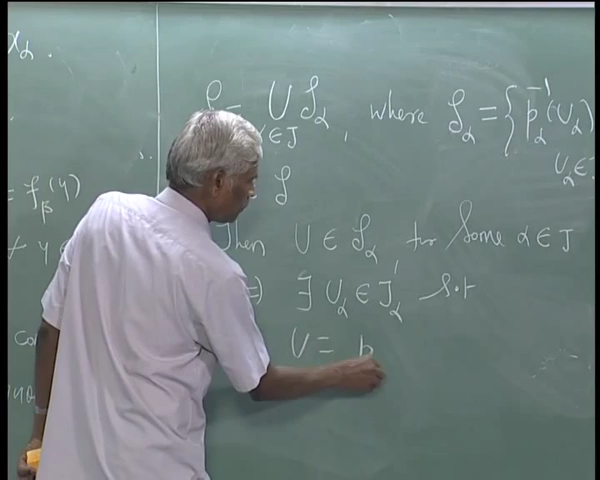 x_α .
= f_β (y)
≠ y ∈
S = ⋃_{α∈J} S_α , where S_α = { p_α^{-1} (U_α)
U_α ∈
S
Then U ∈ S_α , for some α ∈ J
⇒ ∃ U_α ∈ J_α s.t
U = p